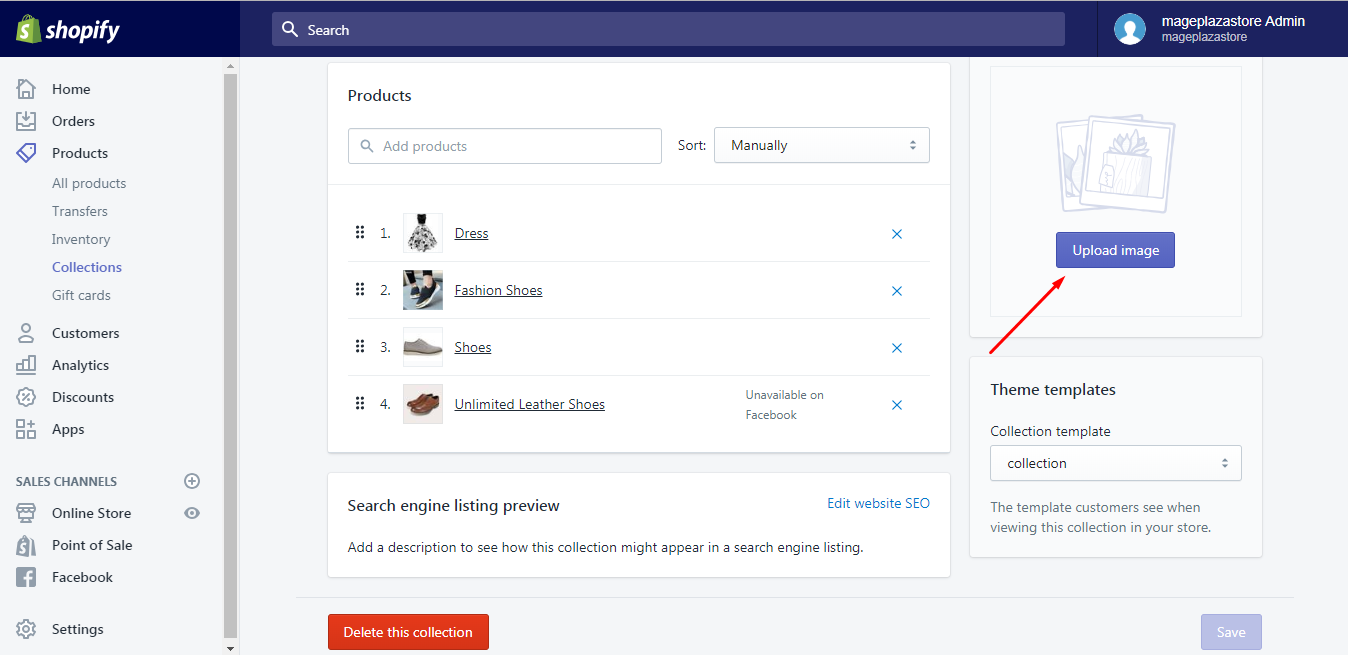 shopify
Search
mageplazastore Admin
mageplazastore
Home
Orders
Products
All products
Transfers
Inventory
Collections
Gift cards
Customers
Analytics
Discounts
Apps
SALES CHANNELS
Online Store
Point of Sale
Facebook
Settings
Products
Add products
Sort:
Manually
1.
Dress
2.
Fashion Shoes
3.
Shoes
4.
Unlimited Leather Shoes
Unavailable on
Facebook
Search engine listing preview
Edit website SEO
Add a description to see how this collection might appear in a search engine listing.
Delete this collection
Upload image
Theme templates
Collection template
collection
The template customers see when
viewing this collection in your store.
Save